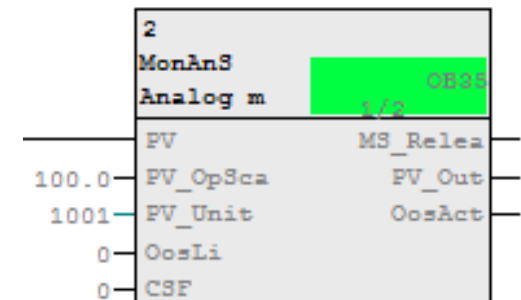 2
MonAnS
Analog m
OB35
1/2
PV MS_Relea
100.0 PV_OpSca PV_Out
1001 PV_Unit OosAct
0 OosLi
0 CSF